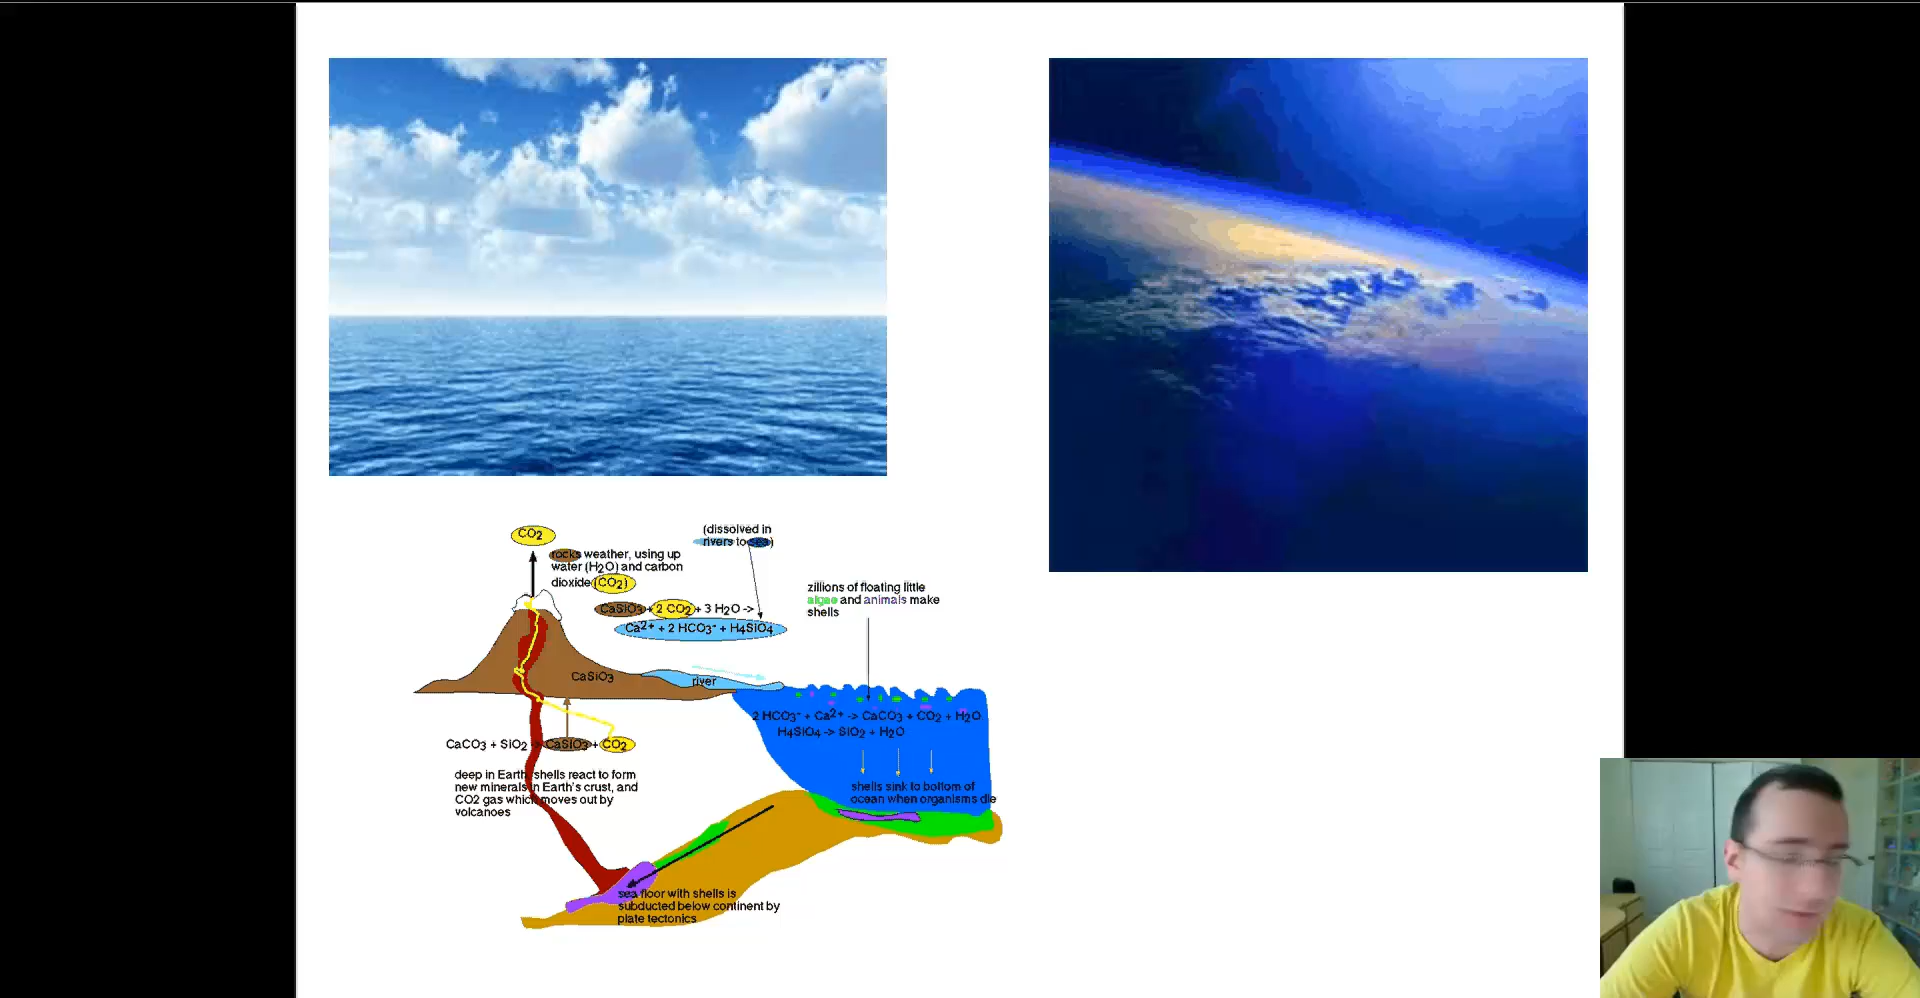 CO2
rocks weather, using up
water (H2O) and carbon
dioxide (CO2)
(dissolved in
rivers to sea)
CaSiO3 + 2 CO2 + 3 H2O ->
Ca2+ + 2 HCO3- + H4SiO4
zillions of floating little
algae and animals make
shells
CaSiO3
river
2 HCO3- + Ca2+ -> CaCO3 + CO2 + H2O
H4SiO4 -> SiO2 + H2O
CaCO3 + SiO2 CaSiO3 + CO2
deep in Earth, shells react to form
new minerals in Earth's crust, and
CO2 gas which moves out by
volcanoes
shells sink to bottom of
ocean when organisms die
sea floor with shells is
subducted below continent by
plate tectonics